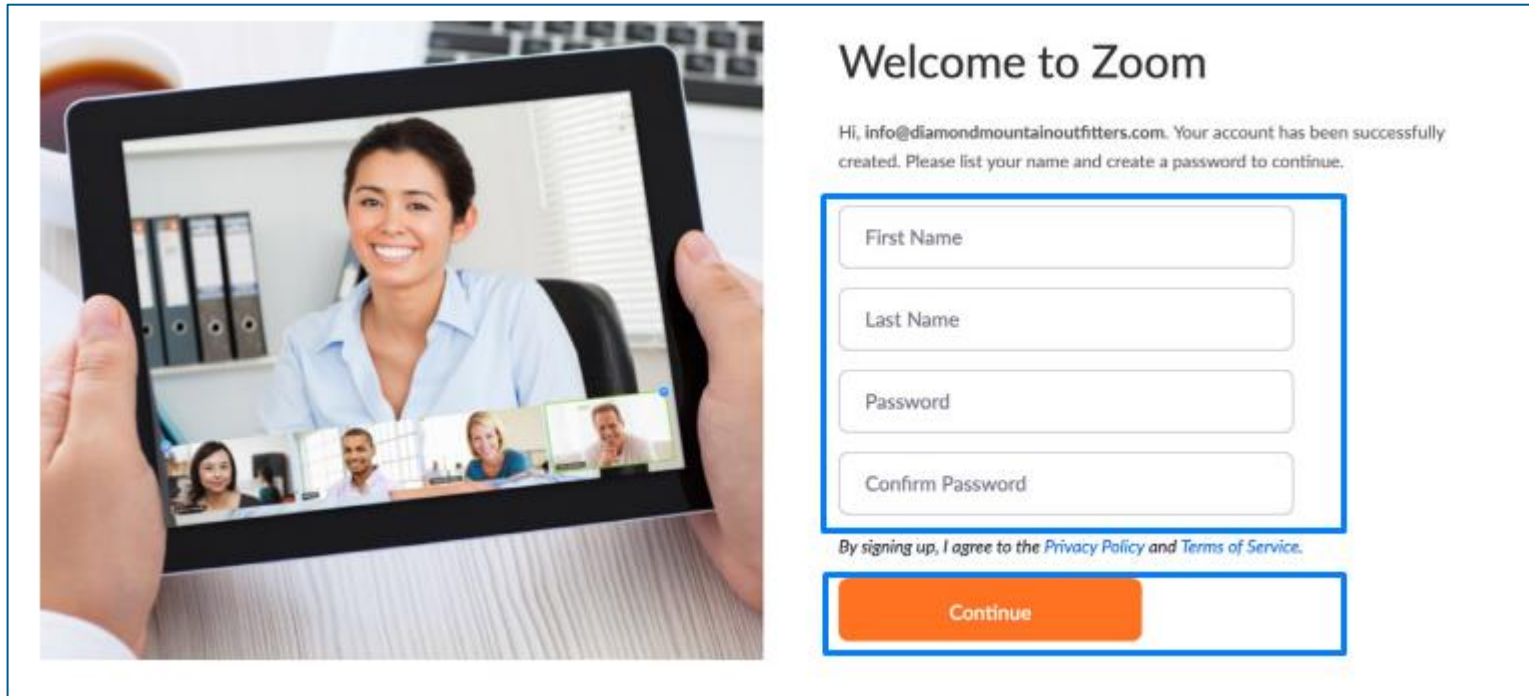 Welcome to Zoom
Hi, info@diamondmountainoutfitters.com. Your account has been successfully
created. Please list your name and create a password to continue.
First Name
Last Name
Password
Confirm Password
By signing up, I agree to the Privacy Policy and Terms of Service.
Continue